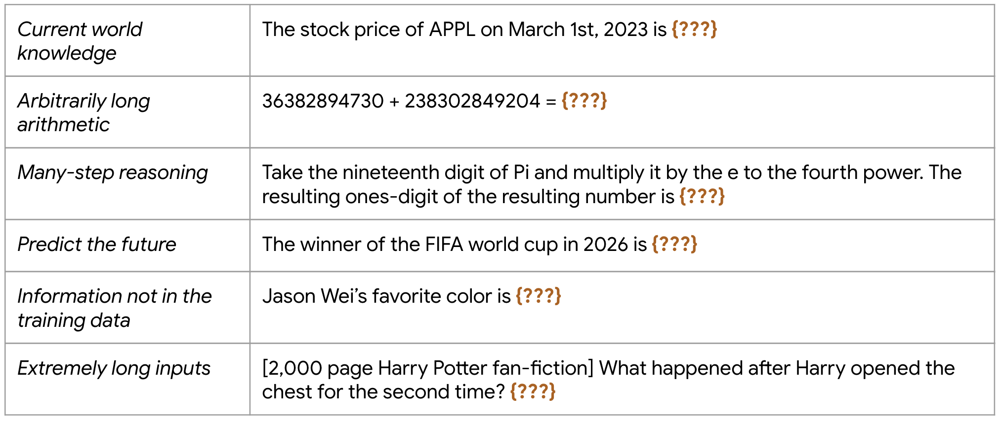 Current world
knowledge
The stock price of APPL on March 1st, 2023 is {???}
Arbitrarily long
arithmetic
36382894730 + 238302849204 = {???}
Many-step reasoning
Take the nineteenth digit of Pi and multiply it by the e to the fourth power. The
resulting ones-digit of the resulting number is {???}
Predict the future
The winner of the FIFA world cup in 2026 is {???}
Information not in the
training data
Jason Wei’s favorite color is {???}
Extremely long inputs
[2,000 page Harry Potter fan-fiction] What happened after Harry opened the
chest for the second time? {???}